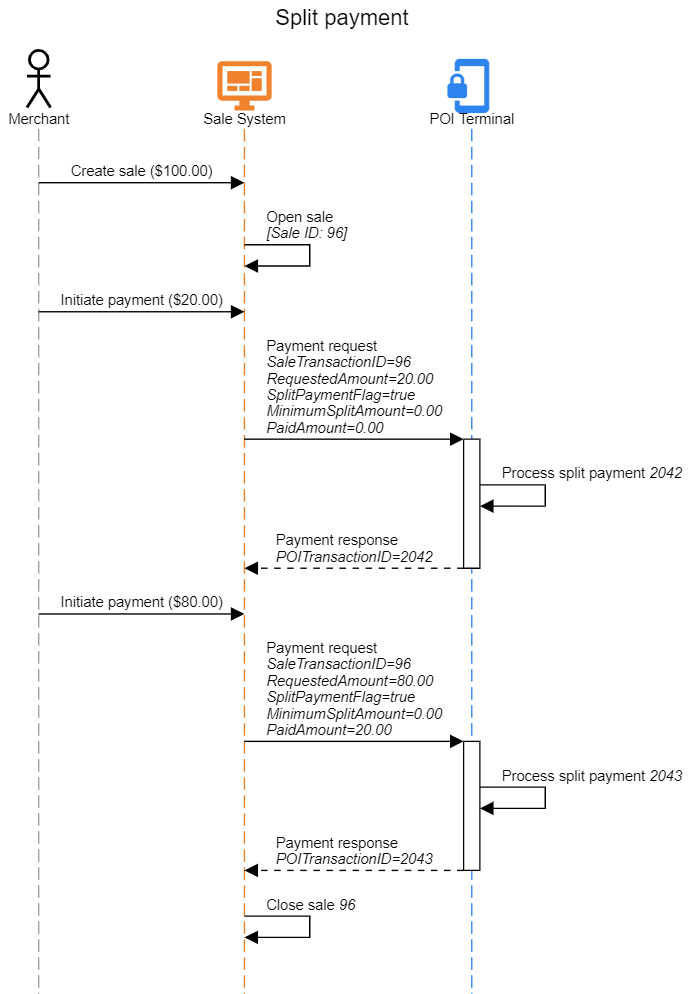 Split payment
Merchant
Sale System
POI Terminal
Create sale ($100.00)
Open sale
[Sale ID: 96]
Initiate payment ($20.00)
Payment request
SaleTransactionID=96
RequestedAmount=20.00
SplitPaymentFlag=true
MinimumSplitAmount=0.00
PaidAmount=0.00
Process split payment 2042
Payment response
POITransactionID=2042
Initiate payment ($80.00)
Payment request
SaleTransactionID=96
RequestedAmount=80.00
SplitPaymentFlag=true
MinimumSplitAmount=0.00
PaidAmount=20.00
Process split payment 2043
Payment response
POITransactionID=2043
Close sale 96